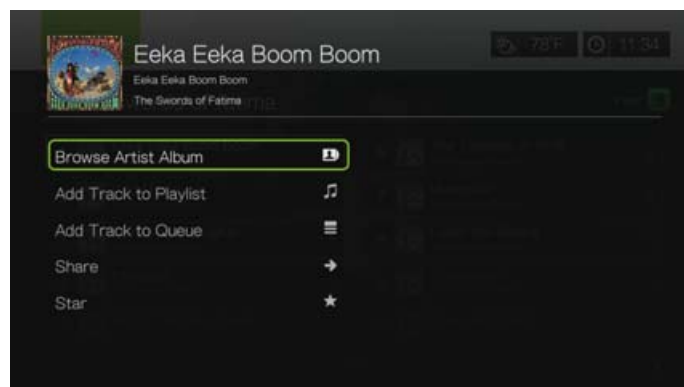 Eeka Eeka Boom Boom
78°F 11:34
Eeka Eeka Boom Boom
The Swords of Fatima
Browse Artist Album
Add Track to Playlist
Add Track to Queue
Share
Star